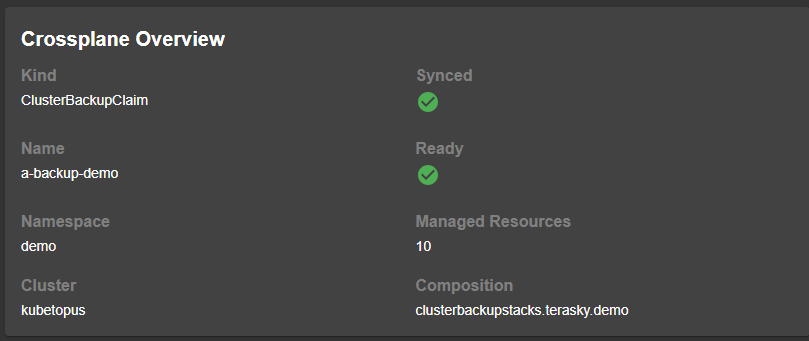 Crossplane Overview
Kind
ClusterBackupClaim
Synced
Name
a-backup-demo
Ready
Namespace
demo
Managed Resources
10
Cluster
kubetopus
Composition
clusterbackupstacks.terasky.demo